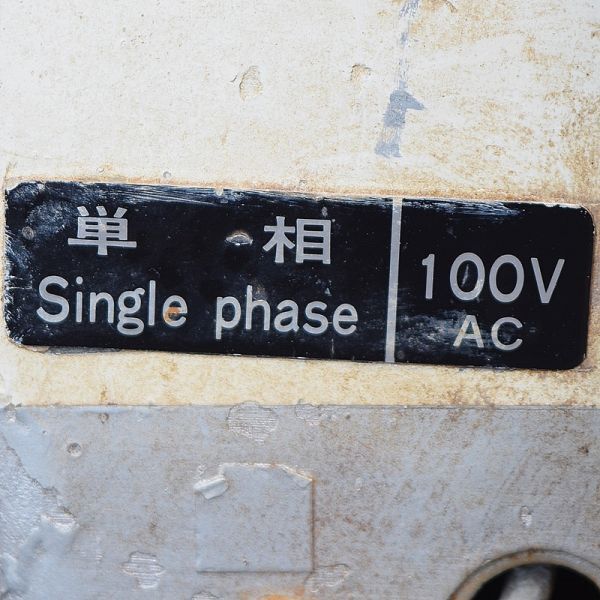 単相
Single phase
100V
AC